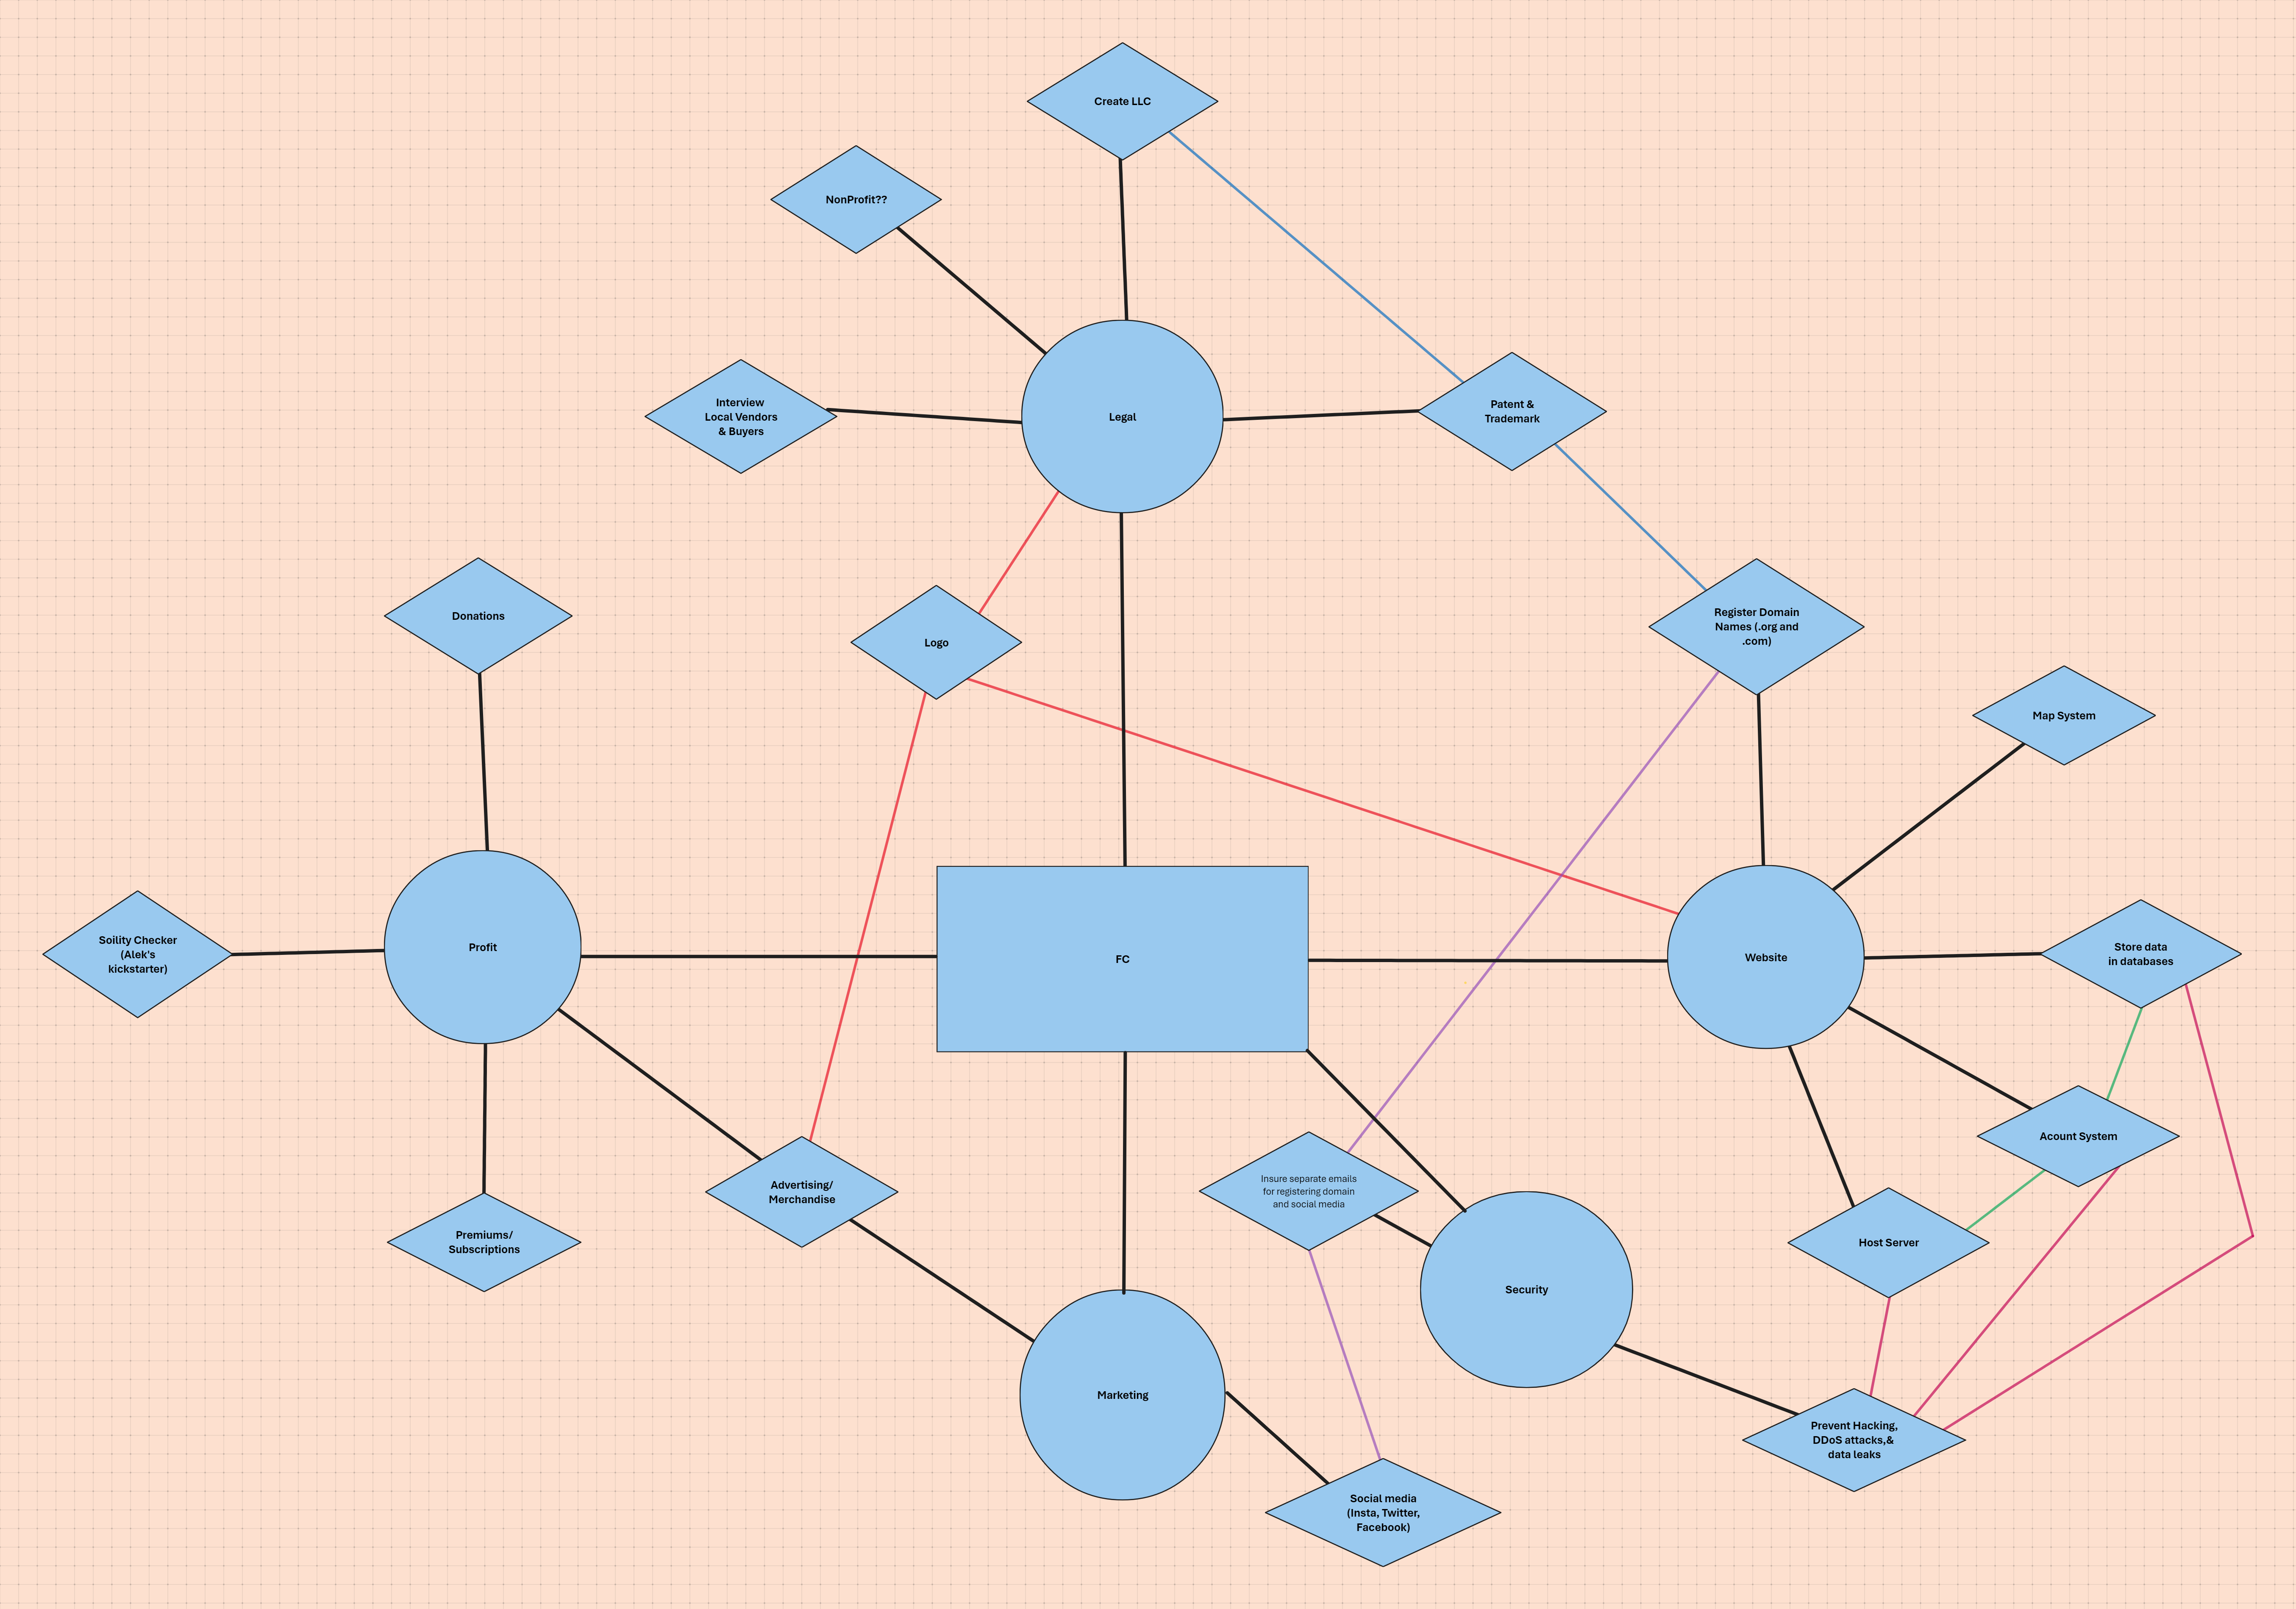 Create LLC
NonProfit??
Interview
Local Vendors
& Buyers
Legal
Patent &
Trademark
Donations
Logo
Register Domain
Names (.org and
.com)
Map System
Soility Checker
(Alek's
kickstarter)
Profit
FC
Website
Store data
in databases
Acount System
Advertising/
Merchandise
Insure separate emails
for registering domain
and social media
Premiums/
Subscriptions
Host Server
Security
Marketing
Prevent Hacking,
DDoS attacks,&
data leaks
Social media
(Insta, Twitter,
Facebook)